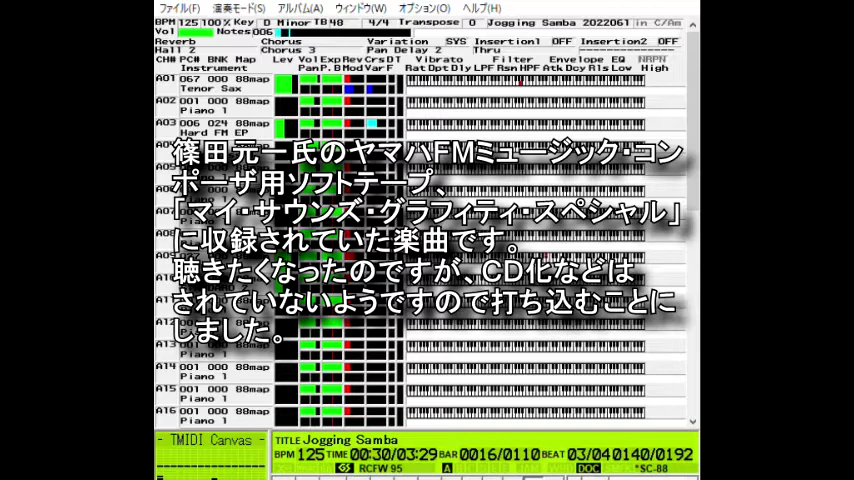 ファイル(F) 演奏モード(S) アルバム(A) ウィンドウ(W) オプション(O) ヘルプ(H)
BPM 125 100% Key D Minor TB 48 4/4 Transpose 0 Jogging Samba 2022061 in C/Am
Vol Notes 006
Reverb Chorus Variation SYS Insertion1 OFF Insertion2 OFF
Hall 2 Chorus 3 Pan Delay 2 Thru
CH# PC# BNK Map Lev Vol Exp Rev Crs DT Vibrato Filter Envelope EQ NRPN
Instrument Pan P.B Mod Var F Rat Dpt Dly LPF Rsn HPF Atk Dcy Rls Low High
A01 067 000 88map
Tenor Sax
A02 001 000 88map
Piano 1
A03 006 024 88map
Hard FM EP
篠田元一氏のヤマハFMミュージック・コン
ポーザ用ソフトテープ、
「マイ・サウンズ・グラフィティ・スペシャル」
に収録されていた楽曲です。
聴きたくなったのですが、CD化などは
されていないようですので打ち込むことに
しました。
A13 001 000 88map
Piano 1
A14 001 000 88map
Piano 1
A15 001 000 88map
Piano 1
A16 001 000 88map
Piano 1
- TMIDI Canvas -
TITLE Jogging Samba
BPM 125 TIME 00:30/03:29 BAR 0016/0110 BEAT 03/04 0140/0192
RCFW 95 A DOC *SC-88